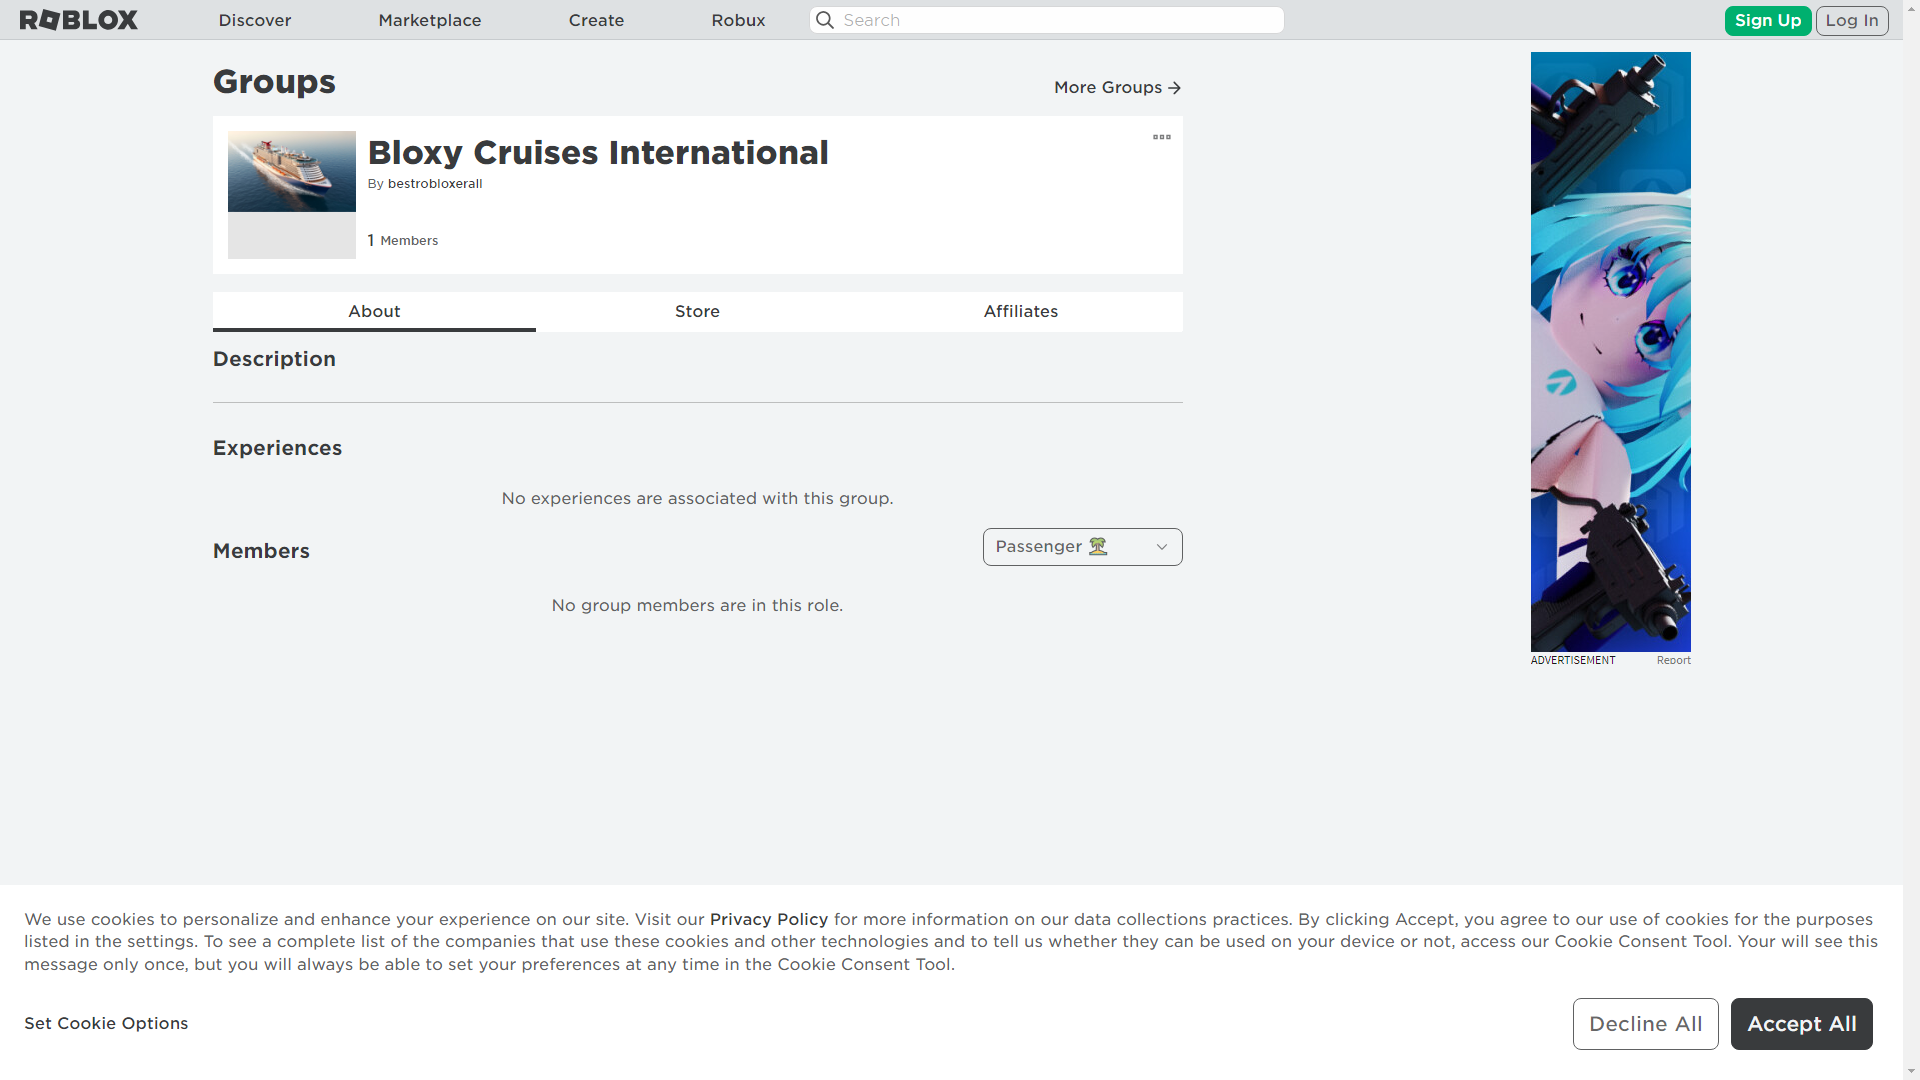 ROBLOX
Discover
Marketplace
Create
Robux
Search
Sign Up
Log In
Groups
More Groups
Bloxy Cruises International
By bestrobloxerall
1 Members
About
Store
Affiliates
Description
Experiences
No experiences are associated with this group.
Members
Passenger 🏝️
No group members are in this role.
ADVERTISEMENT
Report
We use cookies to personalize and enhance your experience on our site. Visit our Privacy Policy for more information on our data collections practices. By clicking Accept, you agree to our use of cookies for the purposes
listed in the settings. To see a complete list of the companies that use these cookies and other technologies and to tell us whether they can be used on your device or not, access our Cookie Consent Tool. Your will see this
message only once, but you will always be able to set your preferences at any time in the Cookie Consent Tool.
Set Cookie Options
Decline All
Accept All